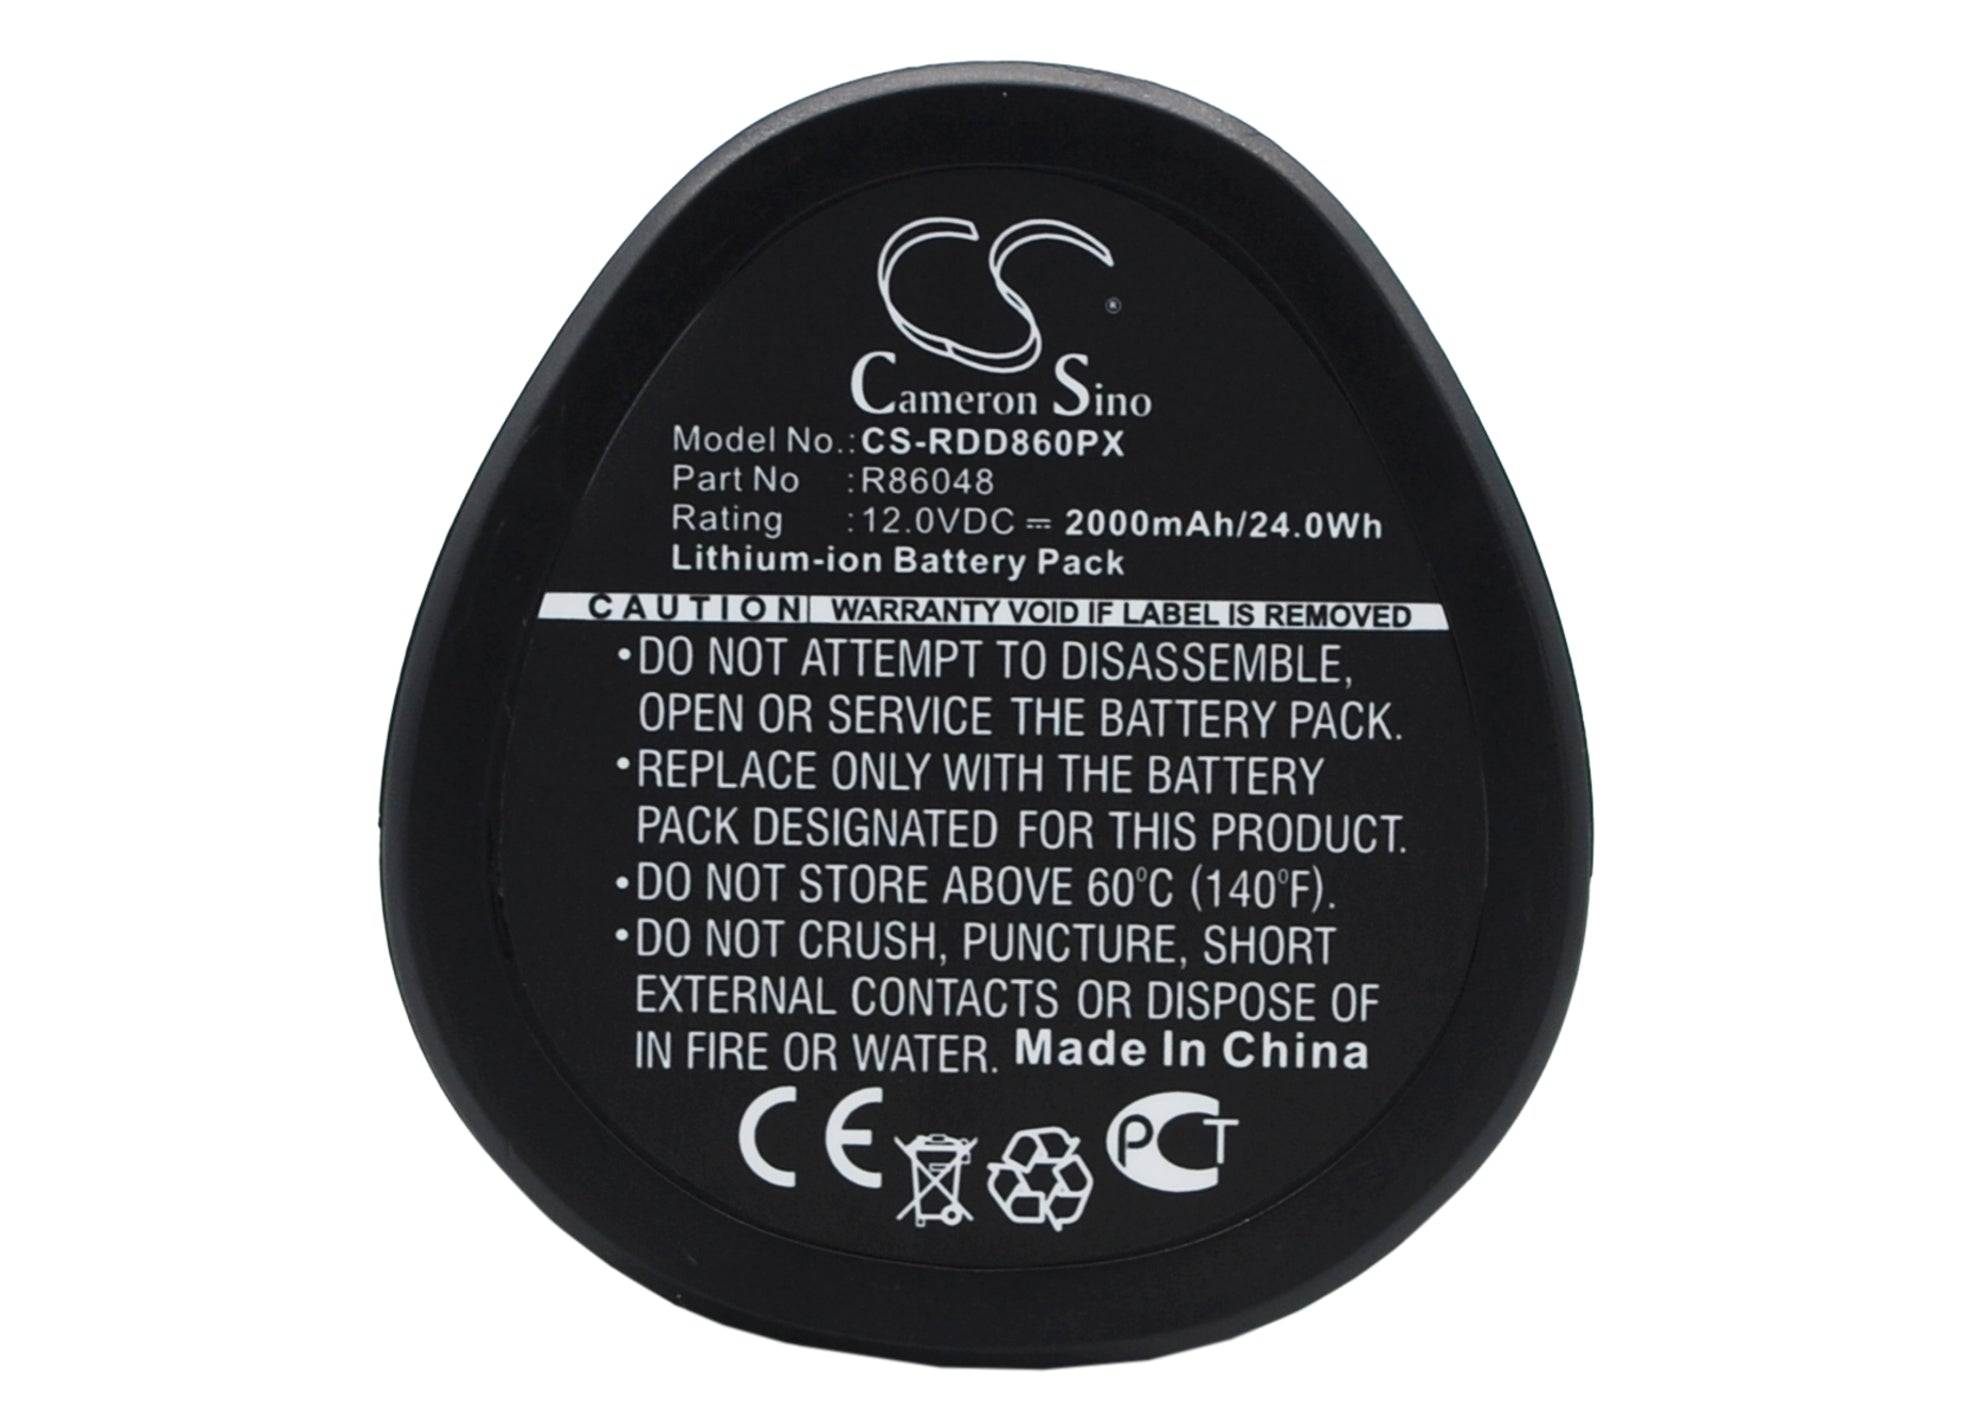 CS ®
Cameron Sino
Model No.: CS-RDD860PX
Part No : R86048
Rating : 12.0VDC ⎓ 2000mAh/24.0Wh
Lithium-ion Battery Pack
CAUTION | WARRANTY VOID IF LABEL IS REMOVED
•DO NOT ATTEMPT TO DISASSEMBLE,
OPEN OR SERVICE THE BATTERY PACK.
•REPLACE ONLY WITH THE BATTERY
PACK DESIGNATED FOR THIS PRODUCT.
•DO NOT STORE ABOVE 60°C (140°F).
•DO NOT CRUSH, PUNCTURE, SHORT
EXTERNAL CONTACTS OR DISPOSE OF
IN FIRE OR WATER. Made In China
CE PCT